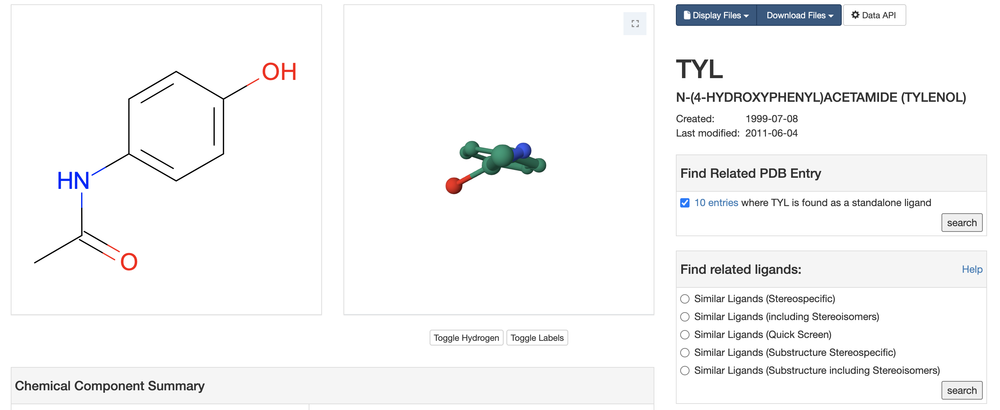 OH
HN
O
Toggle Hydrogen Toggle Labels
Chemical Component Summary
Display Files Download Files Data API
TYL
N-(4-HYDROXYPHENYL)ACETAMIDE (TYLENOL)
Created: 1999-07-08
Last modified: 2011-06-04
Find Related PDB Entry
10 entries where TYL is found as a standalone ligand
search
Find related ligands: Help
Similar Ligands (Stereospecific)
Similar Ligands (including Stereoisomers)
Similar Ligands (Quick Screen)
Similar Ligands (Substructure Stereospecific)
Similar Ligands (Substructure including Stereoisomers)
search